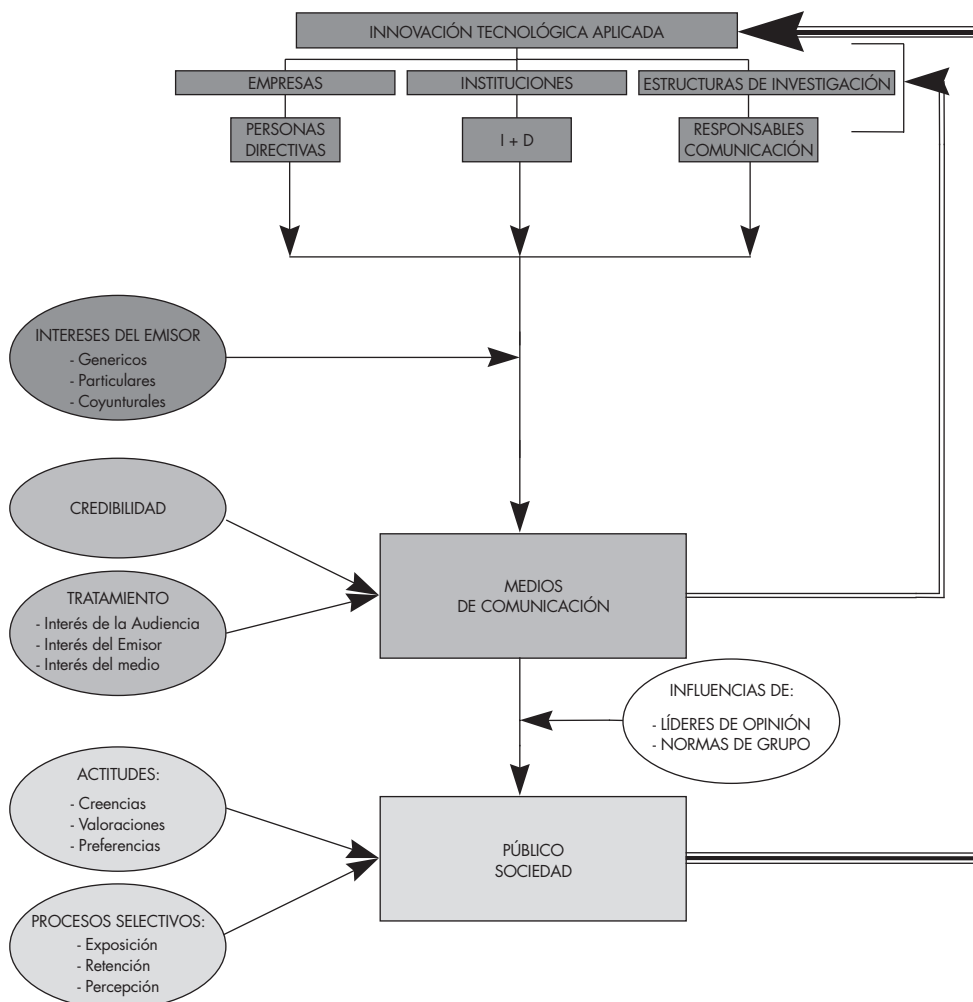 INNOVACIÓN TECNOLÓGICA APLICADA
EMPRESAS
INSTITUCIONES
ESTRUCTURAS DE INVESTIGACIÓN
PERSONAS
DIRECTIVAS
I + D
RESPONSABLES
COMUNICACIÓN
INTERESES DEL EMISOR
- Genericos
- Particulares
- Coyunturales
CREDIBILIDAD
TRATAMIENTO
- Interés de la Audiencia
- Interés del Emisor
- Interés del medio
MEDIOS
DE COMUNICACIÓN
INFLUENCIAS DE:
- LÍDERES DE OPINIÓN
- NORMAS DE GRUPO
ACTITUDES:
- Creencias
- Valoraciones
- Preferencias
PÚBLICO
SOCIEDAD
PROCESOS SELECTIVOS:
- Exposición
- Retención
- Percepción